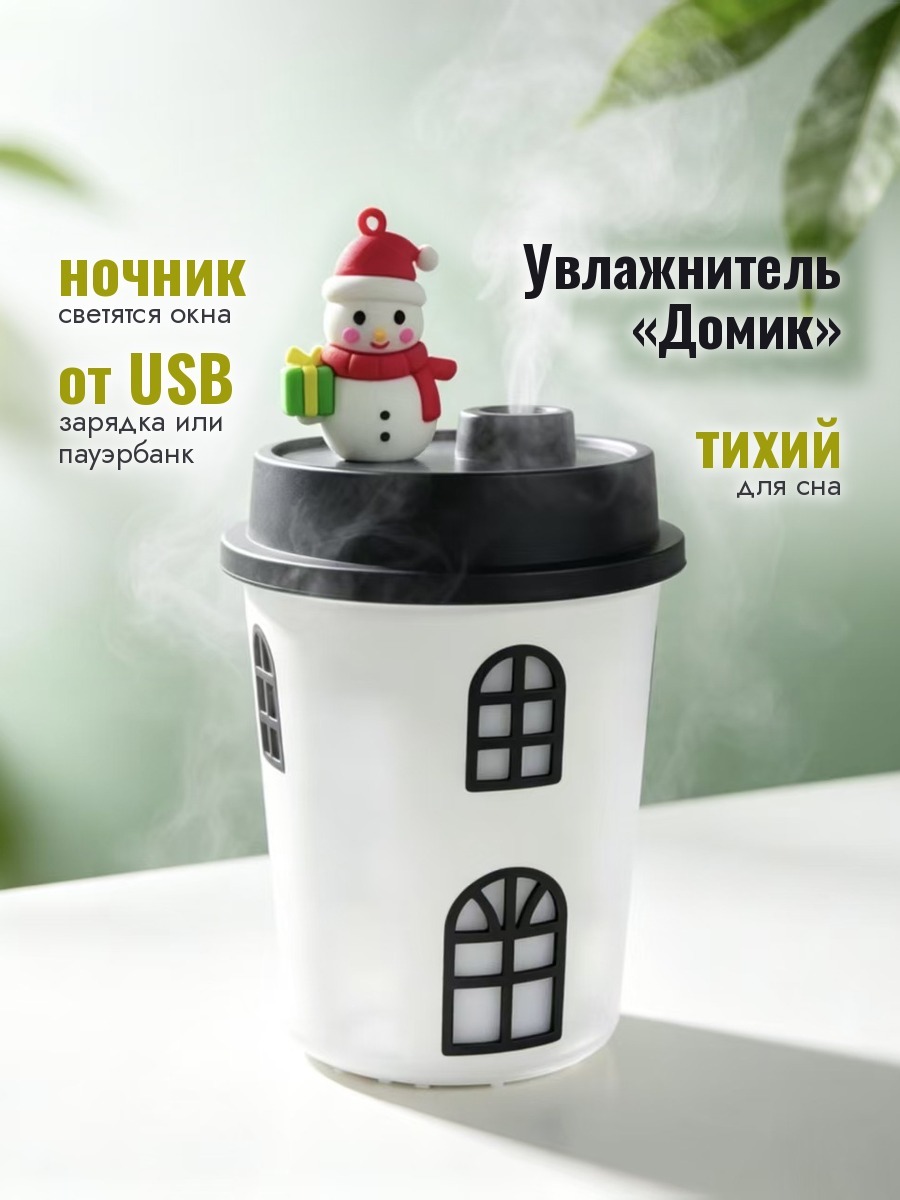 Увлажнитель
«Домик»
ночник
светятся окна
от USB
зарядка или
пауэрбанк
тихий
для сна